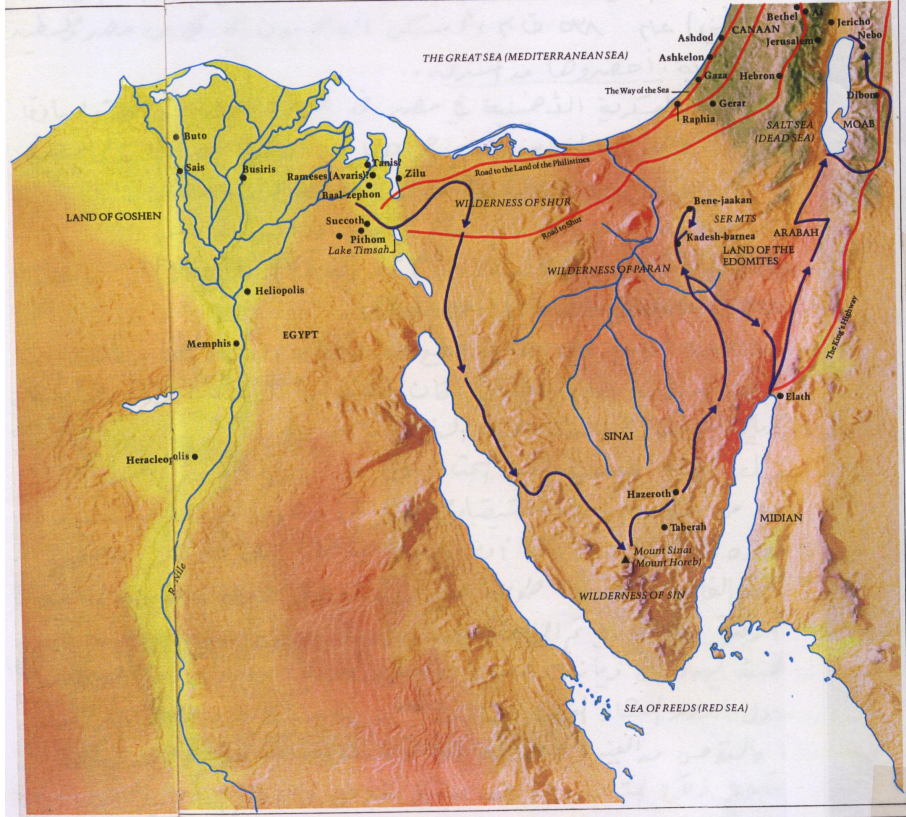 THE GREAT SEA (MEDITERRANEAN SEA)
Bethel
Ai
Jericho
CANAAN
Nebo
Ashdod
Jerusalem
Ashkelon
Gaza
Hebron
The Way of the Sea
Gerar
Dibon
Raphia
SALT SEA
(DEAD SEA)
MOAB
Buto
Sais
Busiris
Tanis?
Rameses (Avaris)?
Zilu
Baal-zephon
Road to the Land of the Philistines
LAND OF GOSHEN
WILDERNESS OF SHUR
Bene-jaakan
SER MTS
Succoth
Pithom
Lake Timsah
Road to Shur
Kadesh-barnea
ARABAH
LAND OF THE
EDOMITES
WILDERNESS OF PARAN
Heliopolis
EGYPT
Memphis
The King's Highway
Elath
SINAI
Heracleopolis
Hazeroth
Taberah
MIDIAN
Mount Sinai
(Mount Horeb)
R. Nile
WILDERNESS OF SIN
SEA OF REEDS (RED SEA)